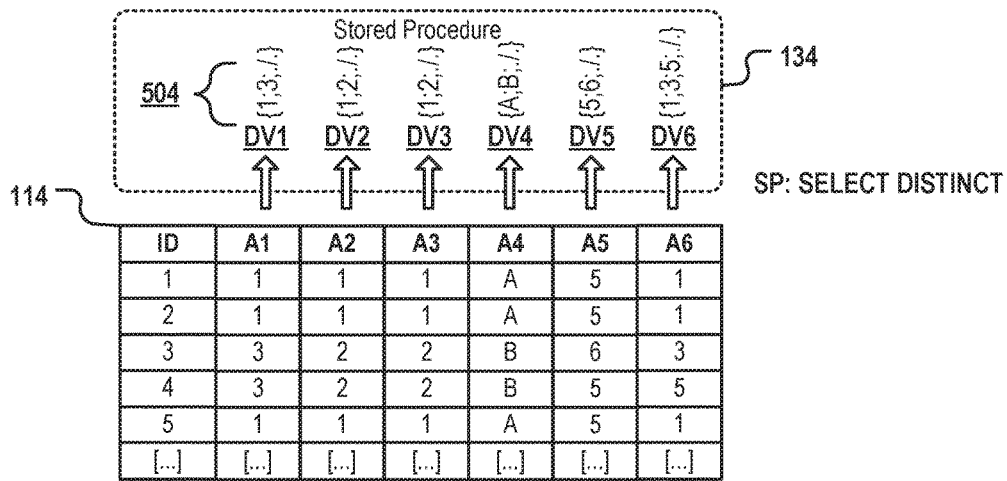 Stored Procedure
134
504
{1;3;./.} {1;2;./.} {1;2;./.} {A;B;./.} {5;6;./.} {1;3;5;./.}
DV1 DV2 DV3 DV4 DV5 DV6
114
SP: SELECT DISTINCT
ID A1 A2 A3 A4 A5 A6
1 1 1 1 A 5 1
2 1 1 1 A 5 1
3 3 2 2 B 6 3
4 3 2 2 B 5 5
5 1 1 1 A 5 1
[...] [...] [...] [...] [...] [...] [...]